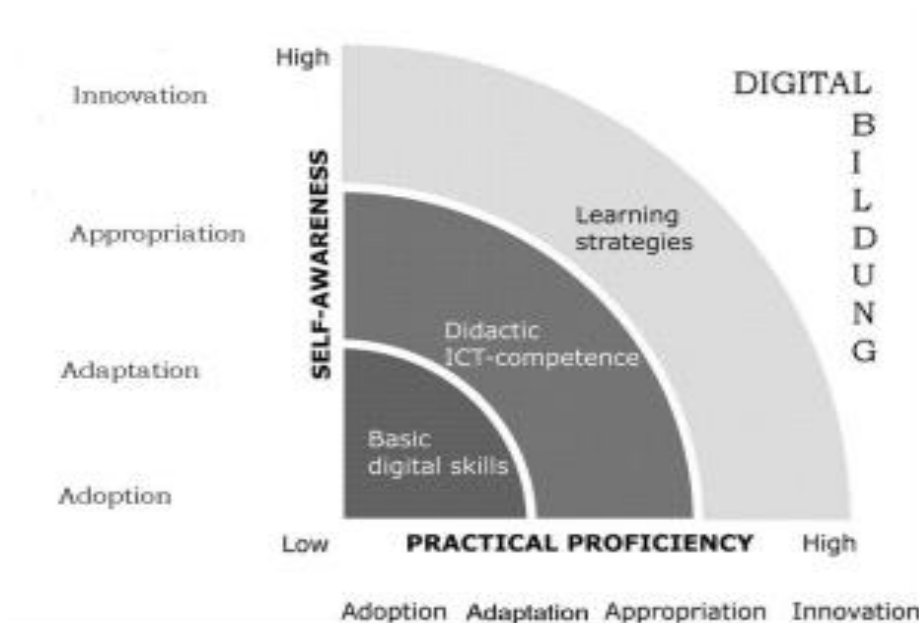 High
Innovation
DIGITAL
BILDUNG
SELF-AWARENESS
Learning
strategies
Appropriation
Didactic
ICT-competence
Adaptation
Basic
digital skills
Adoption
Low
PRACTICAL PROFICIENCY
High
Adoption
Adaptation
Appropriation
Innovation